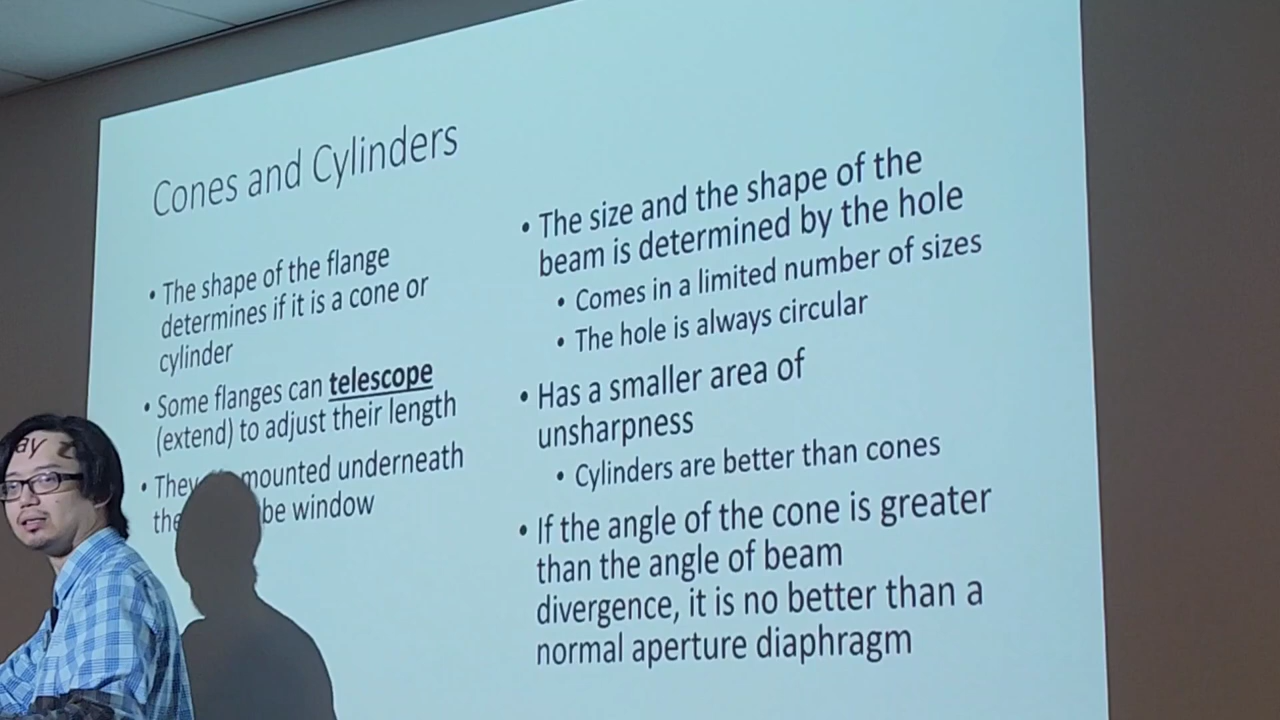 Cones and Cylinders
• The shape of the flange
determines if it is a cone or
cylinder
• Some flanges can telescope
(extend) to adjust their length
• They mounted underneath
be window
• The size and the shape of the
beam is determined by the hole
• Comes in a limited number of sizes
• The hole is always circular
• Has a smaller area of
unsharpness
• Cylinders are better than cones
• If the angle of the cone is greater
than the angle of beam
divergence, it is no better than a
normal aperture diaphragm